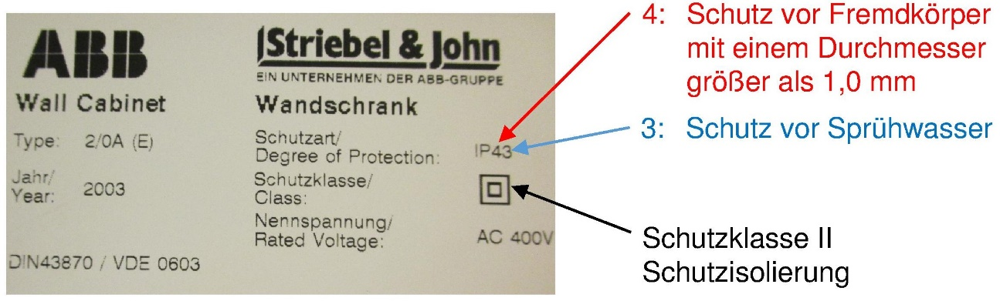 ABB
Striebel & John
EIN UNTERNEHMEN DER ABB-GRUPPE
Wall Cabinet
Wandschrank
Type: 2/0A (E)
Schutzart/
Degree of Protection: IP43
Jahr/
Year: 2003
Schutzklasse/
Class:
Nennspannung/
Rated Voltage: AC 400V
DIN43870 / VDE 0603
4: Schutz vor Fremdkörper
mit einem Durchmesser
größer als 1,0 mm
3: Schutz vor Sprühwasser
Schutzklasse II
Schutzisolierung